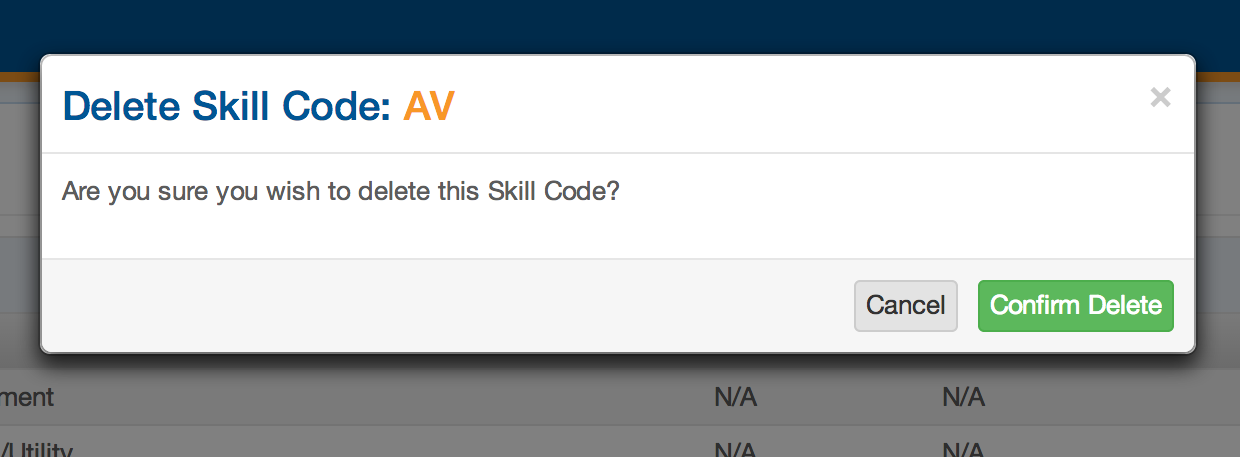 Delete Skill Code: AV
×
Are you sure you wish to delete this Skill Code?
Cancel Confirm Delete
ment N/A N/A
/Utility N/A N/A